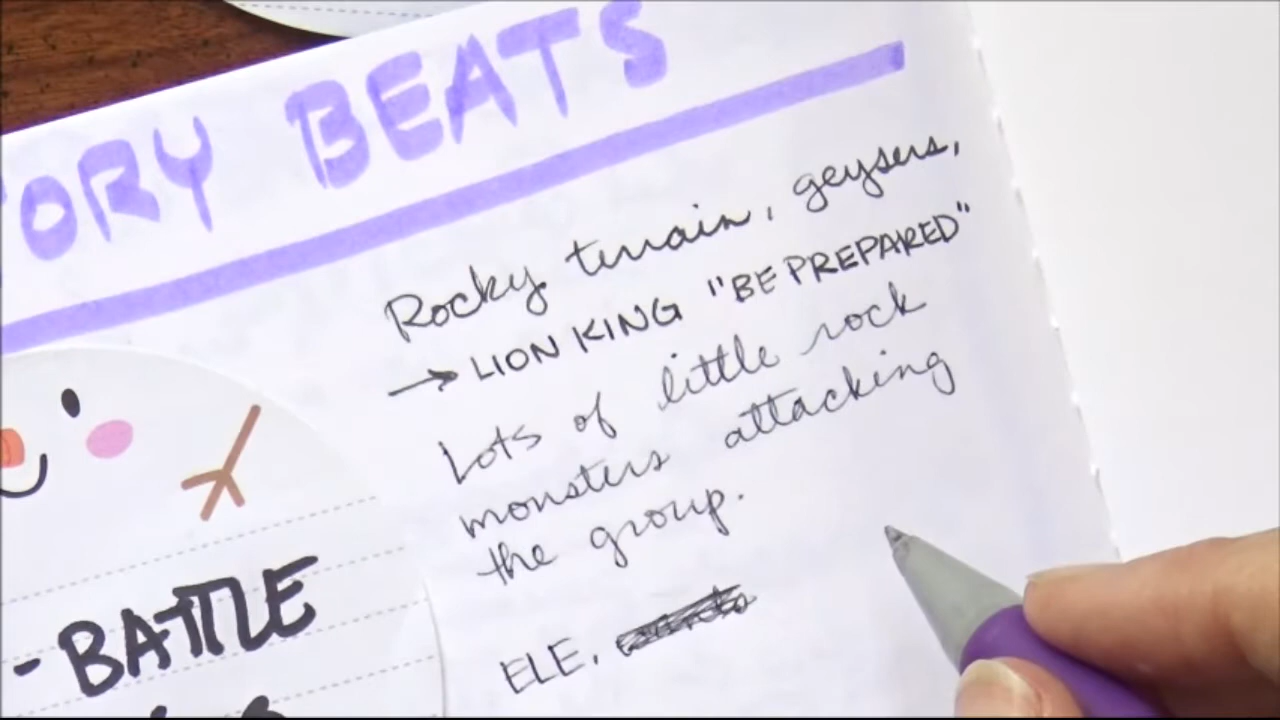 ORY BEATS
Rocky terrain, geysers,
→ LION KING "BE PREPARED"
Lots of little rock
monsters attacking
the group.
ELE,
- BATTLE